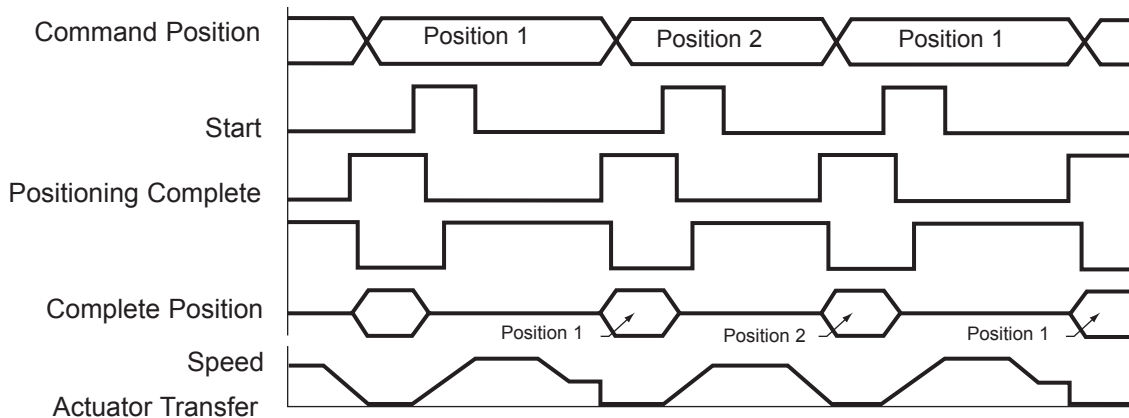 Command Position
Position 1
Position 2
Position 1
Start
Positioning Complete
Complete Position
Position 1
Position 2
Position 1
Speed
Actuator Transfer